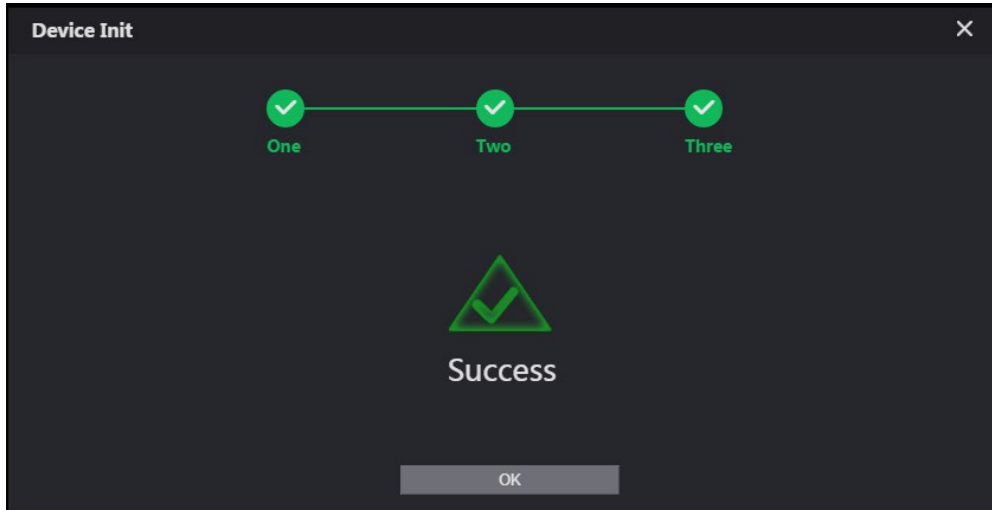 Device Init
One
Two
Three
Success
OK